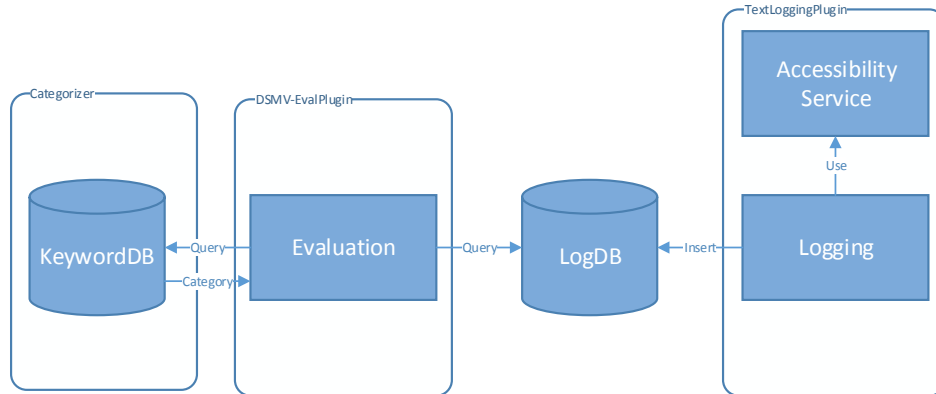 TextLoggingPlugin
Accessibility
Service
Categorizer
DSMV-EvalPlugin
Use
KeywordDB
Query
Category
Evaluation
Query
LogDB
Insert
Logging